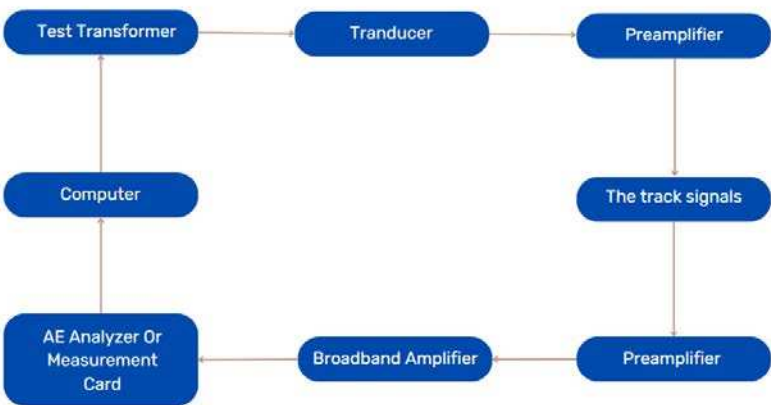 Test Transformer
Tranducer
Preamplifier
Computer
The track signals
AE Analyzer Or
Measurement
Card
Broadband Amplifier
Preamplifier